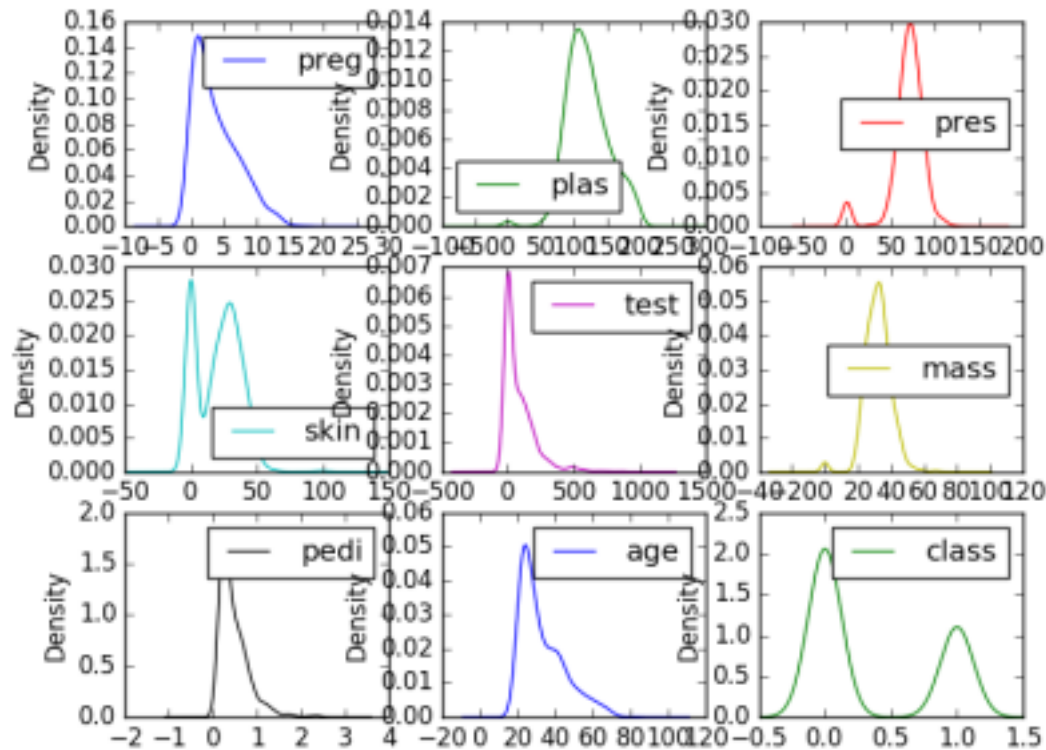 0.16
0.14
0.12
0.10
0.08
0.06
0.04
0.02
0.00
Density
preg
−10 −5 0 5 10 15 20 25 30
0.014
0.012
0.010
0.008
0.006
0.004
0.002
0.000
Density
plas
−100 −50 0 50 100 150 200 250 300
0.030
0.025
0.020
0.015
0.010
0.005
0.000
Density
pres
−100 −50 0 50 100 150 200
0.030
0.025
0.020
0.015
0.010
0.005
0.000
Density
skin
−50 0 50 100 150
0.007
0.006
0.005
0.004
0.003
0.002
0.001
0.000
Density
test
−500 0 500 1000 1500
0.06
0.05
0.04
0.03
0.02
0.01
0.00
Density
mass
−40 −20 0 20 40 60 80 100 120
2.0
1.5
1.0
0.5
0.0
Density
pedi
−2 −1 0 1 2 3 4
0.06
0.05
0.04
0.03
0.02
0.01
0.00
Density
age
−20 0 20 40 60 80 100 120
2.5
2.0
1.5
1.0
0.5
0.0
Density
class
−0.5 0.0 0.5 1.0 1.5